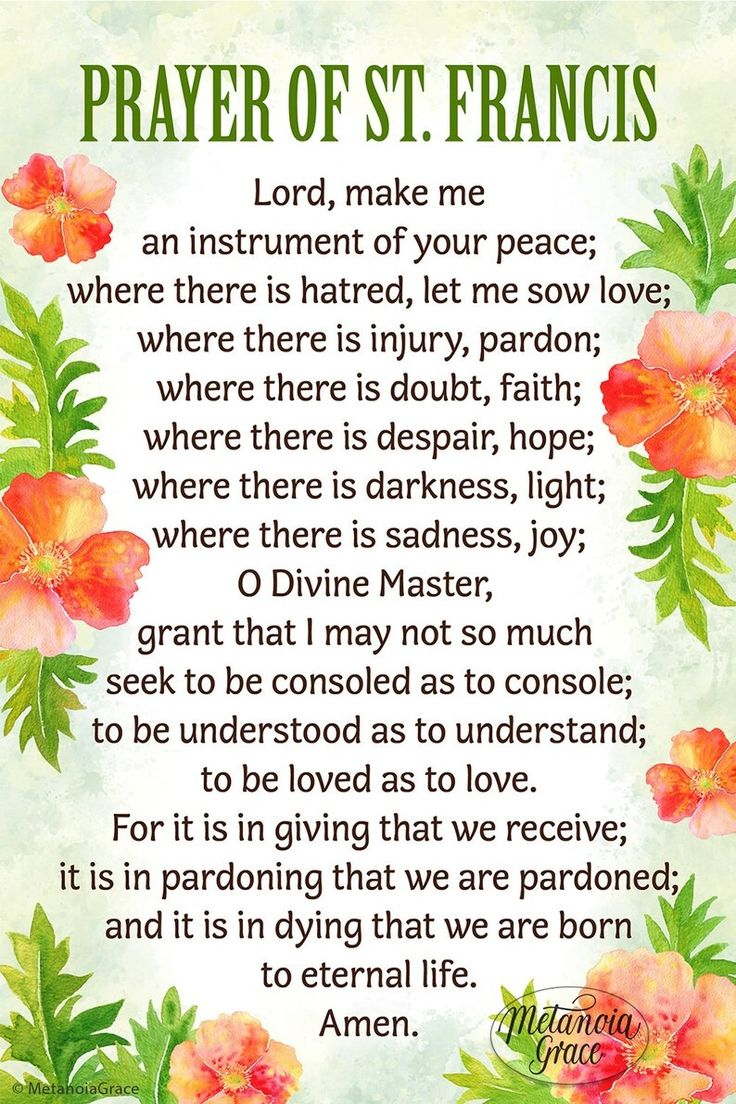 PRAYER OF ST. FRANCIS
Lord, make me
an instrument of your peace;
where there is hatred, let me sow love;
where there is injury, pardon;
where there is doubt, faith;
where there is despair, hope;
where there is darkness, light;
where there is sadness, joy;
O Divine Master,
grant that I may not so much
seek to be consoled as to console;
to be understood as to understand;
to be loved as to love.
For it is in giving that we receive;
it is in pardoning that we are pardoned;
and it is in dying that we are born
to eternal life.
Amen.
Metanoia
Grace
© MetanoiaGrace